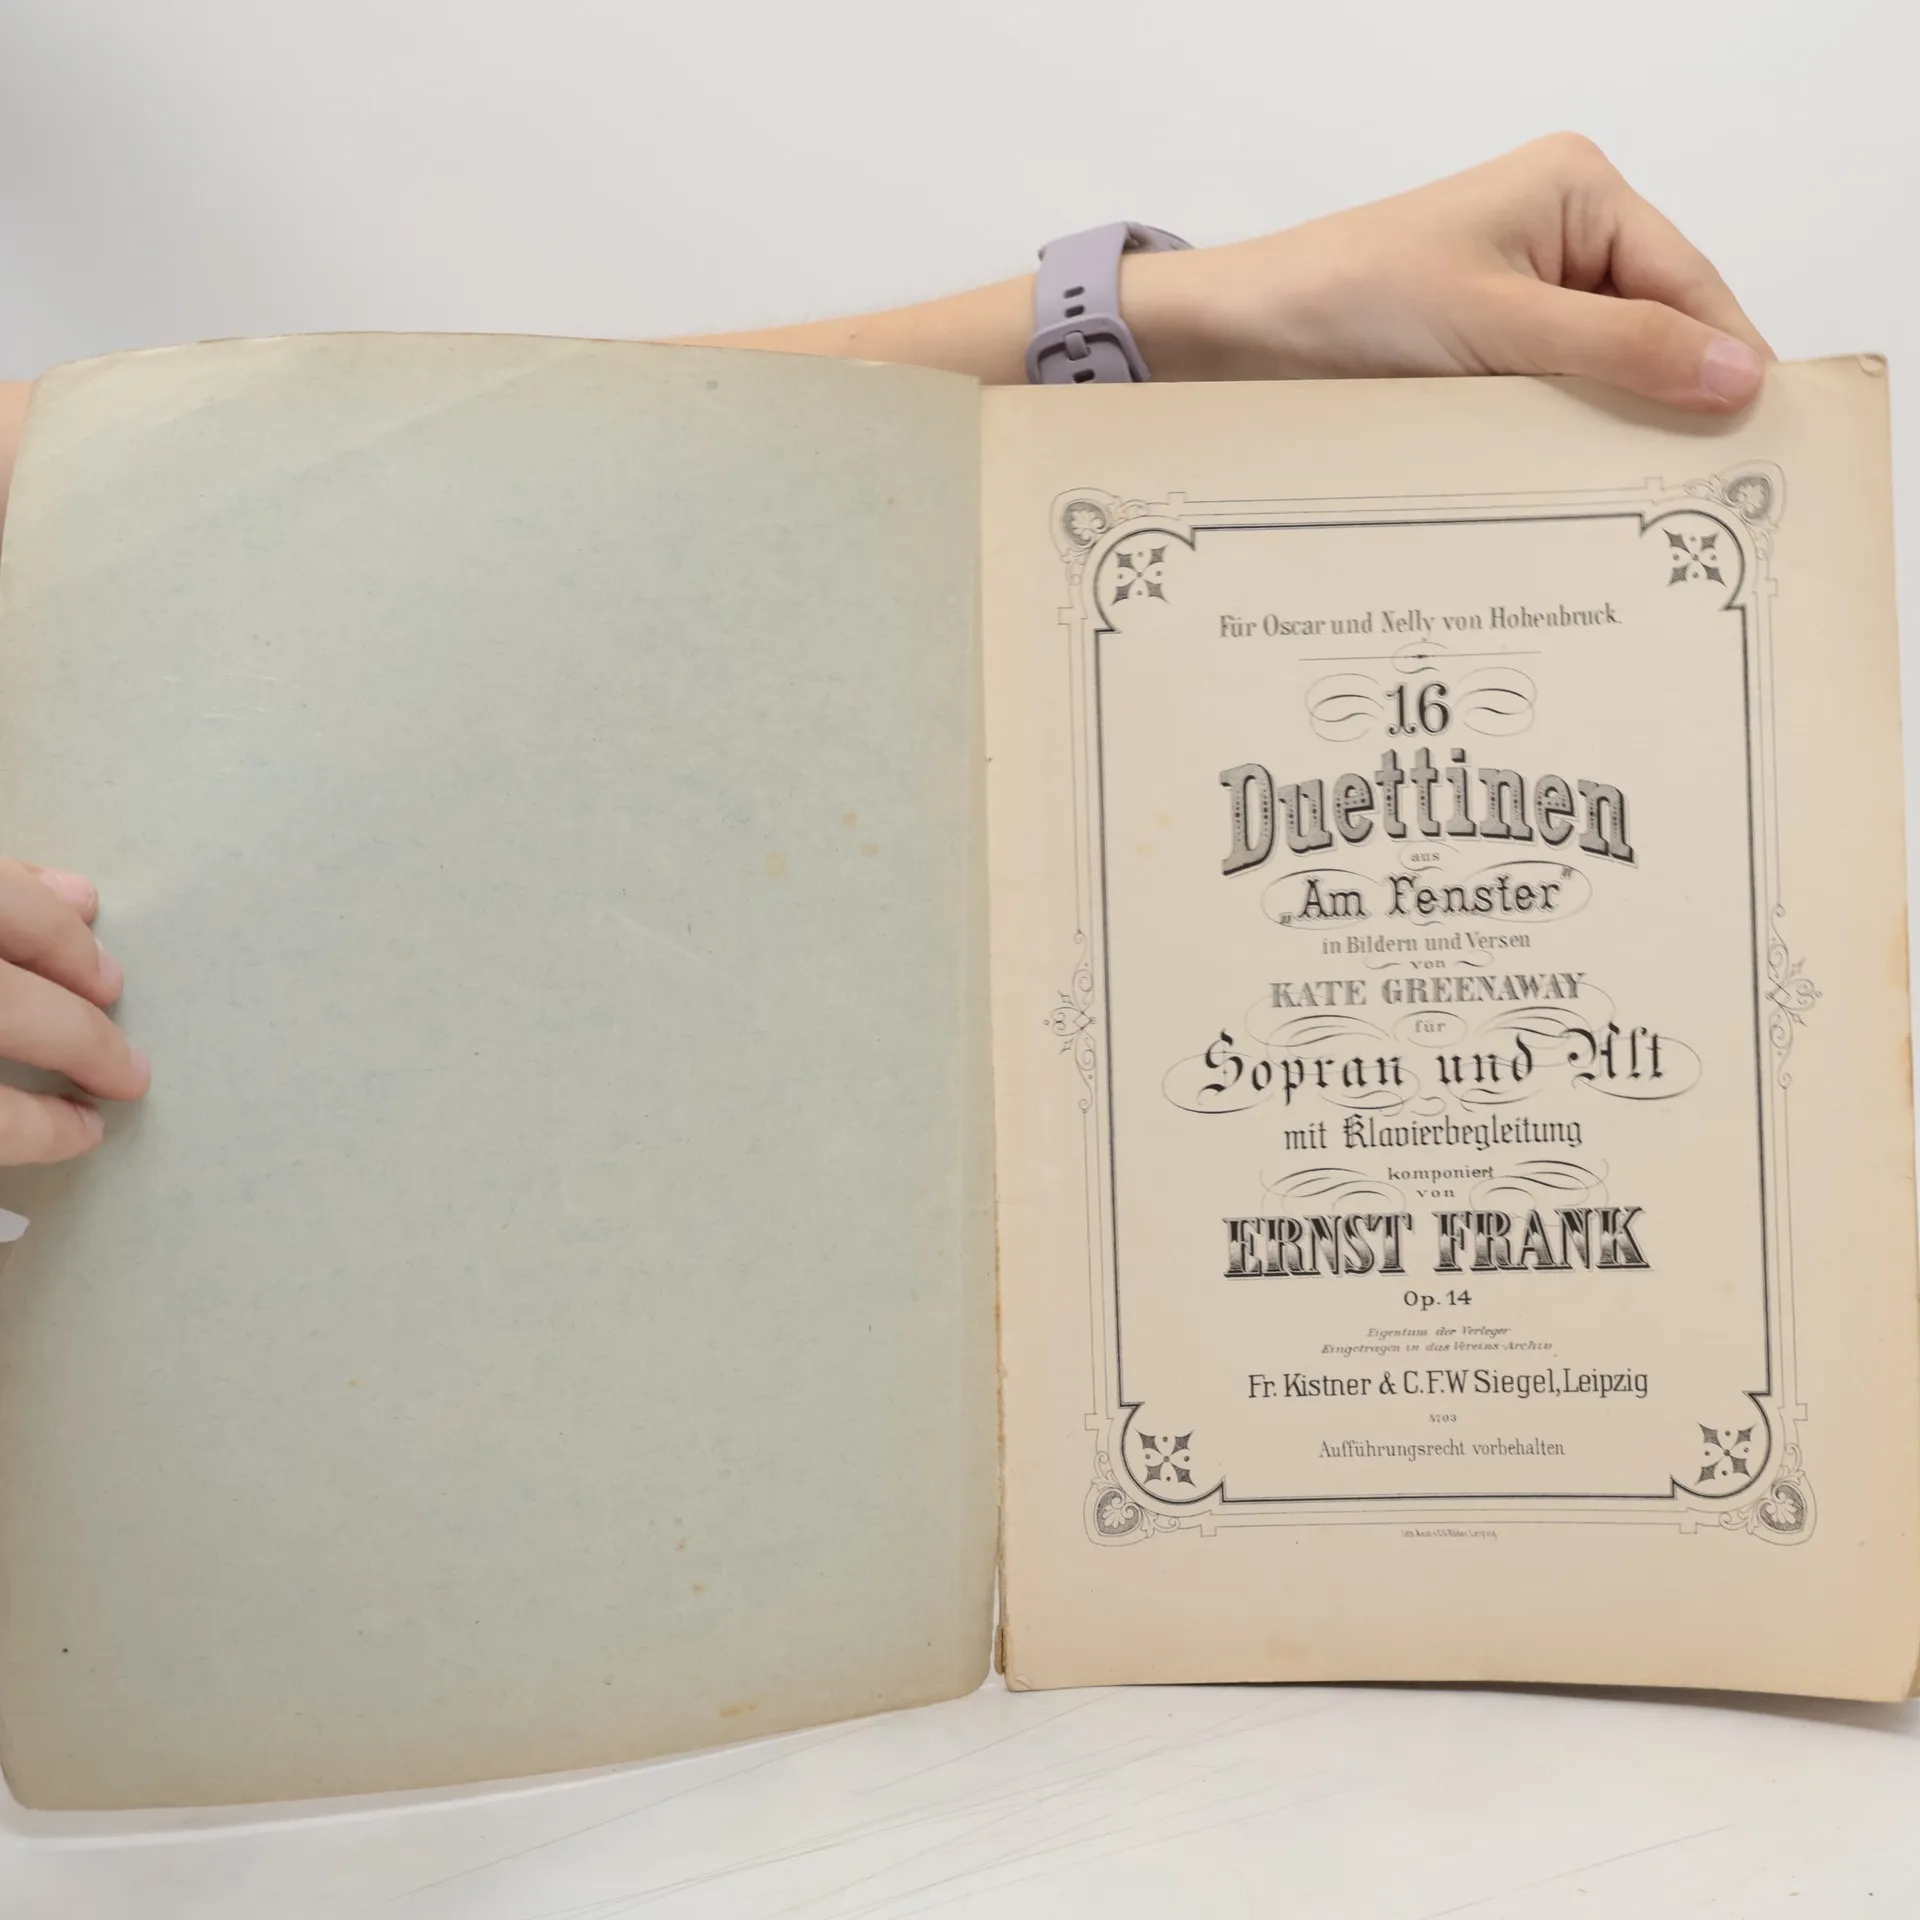 Für Oscar und Nelly von Hohenbruck.
16
Duettinen
aus
„Am Fenster"
in Bildern und Versen
von
KATE GREENAWAY
für
Sopran und Alt
mit Klavierbegleitung
komponiert
von
ERNST FRANK
Op. 14
Eigentum der Verleger
Eingetragen in das Vereins-Archiv.
Fr. Kistner & C.F.W Siegel, Leipzig
5703
Aufführungsrecht vorbehalten
Leipzig